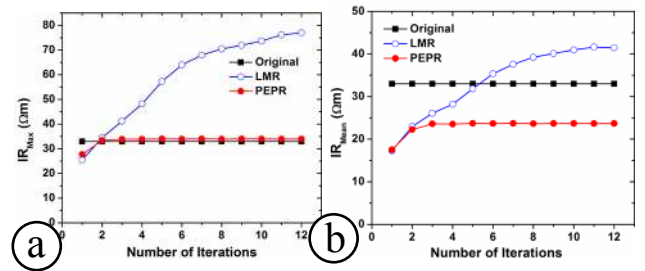 80
70
60
50
40
30
20
10
0
IR_Max (Ωm)
Original
LMR
PEPR
0 2 4 6 8 10 12
Number of Iterations
a
50
40
30
20
10
0
IR_Mean (Ωm)
Original
LMR
PEPR
0 2 4 6 8 10 12
Number of Iterations
b